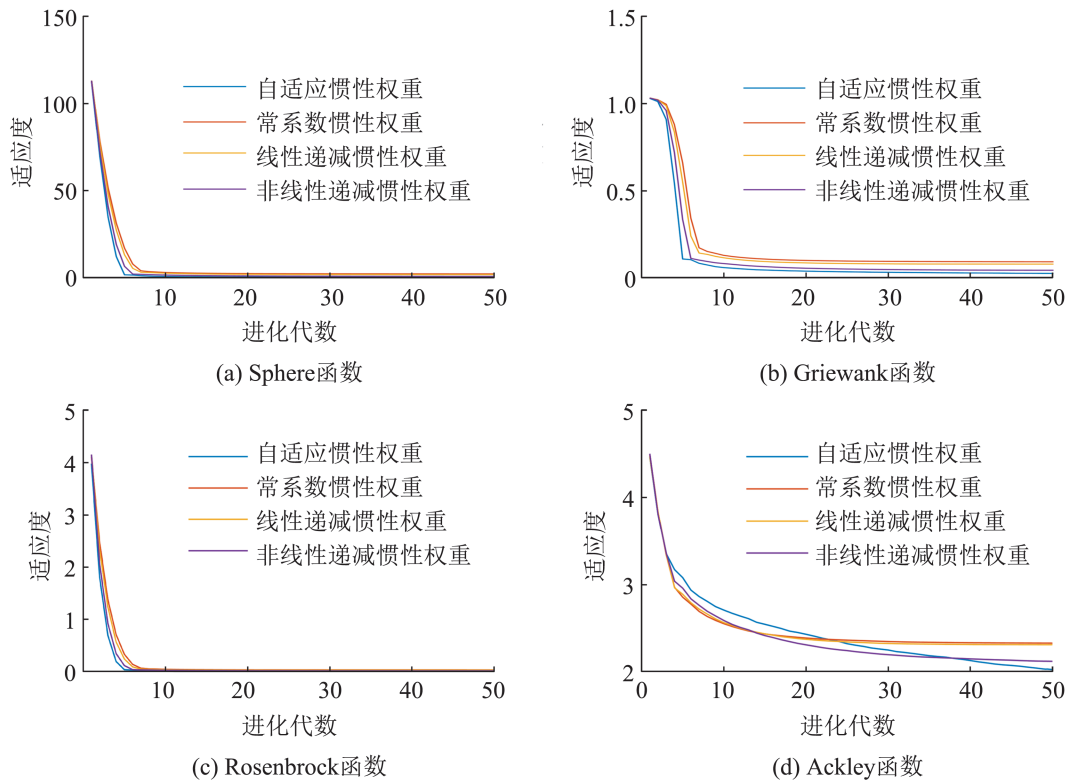 150
100
50
0
10
20
30
40
50
适应度
进化代数
自适应惯性权重
常系数惯性权重
线性递减惯性权重
非线性递减惯性权重
(a) Sphere函数
1.5
1.0
0.5
0
10
20
30
40
50
适应度
进化代数
自适应惯性权重
常系数惯性权重
线性递减惯性权重
非线性递减惯性权重
(b) Griewank函数
5
4
3
2
1
0
10
20
30
40
50
适应度
进化代数
自适应惯性权重
常系数惯性权重
线性递减惯性权重
非线性递减惯性权重
(c) Rosenbrock函数
5
4
3
2
0
10
20
30
40
50
适应度
进化代数
自适应惯性权重
常系数惯性权重
线性递减惯性权重
非线性递减惯性权重
(d) Ackley函数